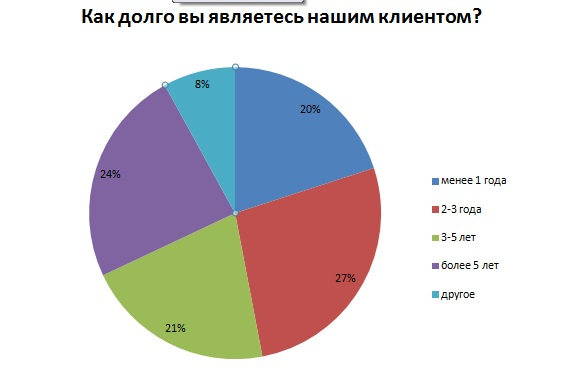 Как долго вы являетесь нашим клиентом?
8%
20%
24%
27%
21%
менее 1 года
2-3 года
3-5 лет
более 5 лет
другое